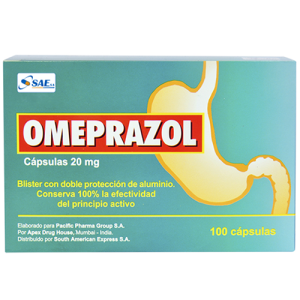 SAE S.A.
OMEPRAZOL
Cápsulas 20 mg
Blister con doble protección de aluminio.
Conserva 100% la efectividad
del principio activo
Elaborado para Pacific Pharma Group S.A.
Por Apex Drug House, Mumbai - India.
Distribuido por South American Express S.A.
100 cápsulas